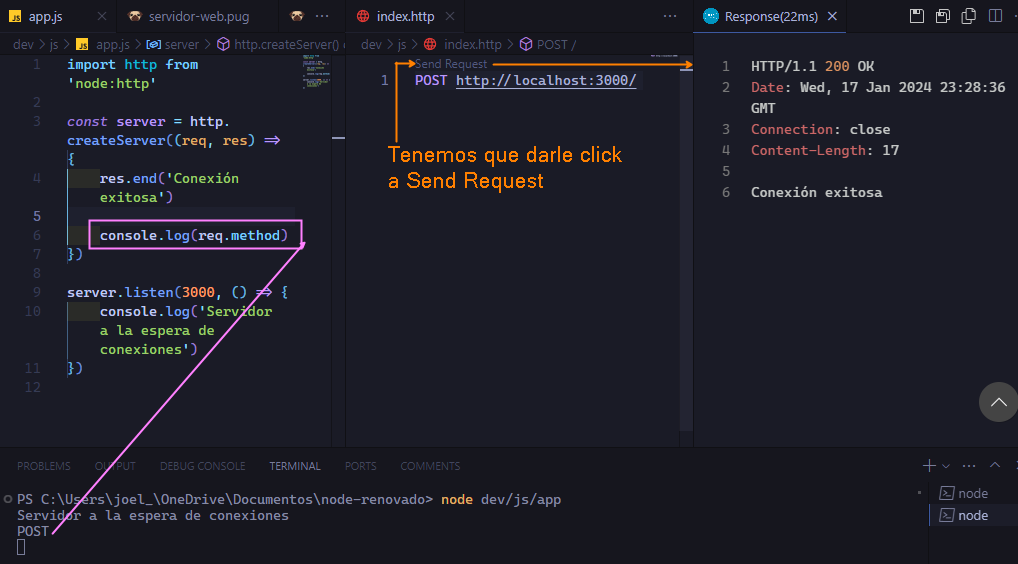 app.js
servidor-web.pug
index.http
Response(22ms)
dev > js > app.js > server > http.createServer()
dev > js > index.http > POST /
1 import http from
'node:http'
2
3 const server = http.
createServer((req, res) =>
{
4 res.end('Conexión
exitosa')
5
6 console.log(req.method)
7 })
8
9 server.listen(3000, () => {
10 console.log('Servidor
a la espera de
conexiones')
11 })
12
Send Request
1 POST http://localhost:3000/
Tenemos que darle click
a Send Request
1 HTTP/1.1 200 OK
2 Date: Wed, 17 Jan 2024 23:28:36
GMT
3 Connection: close
4 Content-Length: 17
5
6 Conexión exitosa
PROBLEMS OUTPUT DEBUG CONSOLE TERMINAL PORTS COMMENTS
PS C:\Users\joel_\OneDrive\Documentos\node-renovado> node dev/js/app
Servidor a la espera de conexiones
POST
node
node